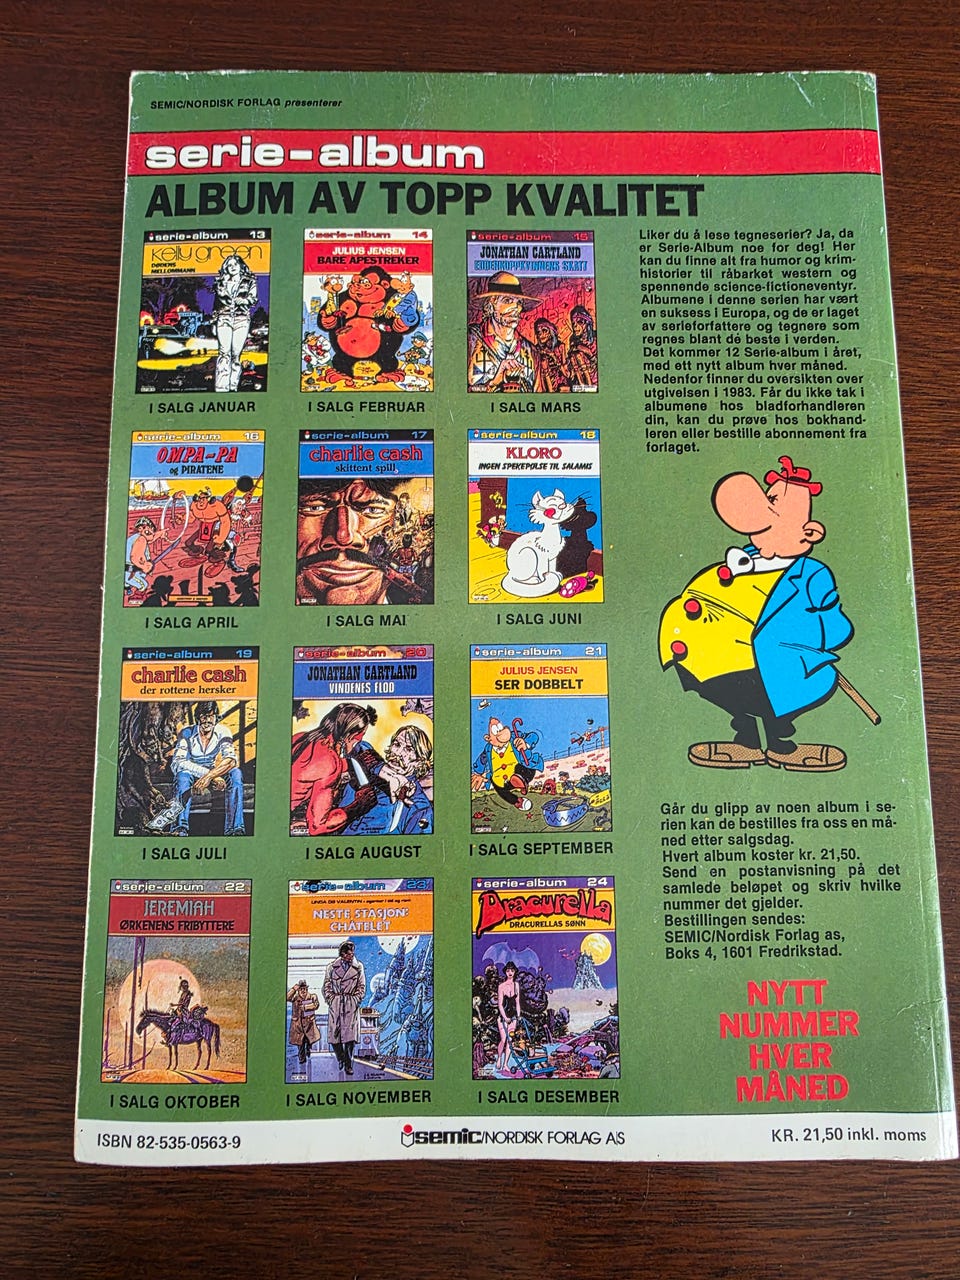 SEMIC/NORDISK FORLAG presenterer
serie-album
ALBUM AV TOPP KVALITET
serie-album 13
kelly green
DØDENS
MELLOMMANN
I SALG JANUAR
serie-album 14
JULIUS JENSEN
BARE APESTREKER
I SALG FEBRUAR
serie-album 15
JONATHAN CARTLAND
EDDERKOPPKVINNENS SKATT
I SALG MARS
serie-album 16
OMPA-PA
og PIRATENE
I SALG APRIL
serie-album 17
charlie cash
skittent spill
I SALG MAI
serie-album 18
KLORO
INGEN SPEKEPØLSE TIL SALAMIS
I SALG JUNI
serie-album 19
charlie cash
der rottene hersker
I SALG JULI
serie-album 20
JONATHAN CARTLAND
VINDENES FLOD
I SALG AUGUST
serie-album 21
JULIUS JENSEN
SER DOBBELT
I SALG SEPTEMBER
serie-album 22
JEREMIAH
ØRKENENS FRIBYTTERE
I SALG OKTOBER
serie-album 23
LINDA OG VALENTIN - agenter i tid og rom
NESTE STASJON:
CHÂTELET
I SALG NOVEMBER
serie-album 24
Dracurella
DRACURELLAS SØNN
I SALG DESEMBER
Liker du å lese tegneserier? Ja, da
er Serie-Album noe for deg! Her
kan du finne alt fra humor og krim-
historier til råbarket western og
spennende science-fictioneventyr.
Albumene i denne serien har vært
en suksess i Europa, og de er laget
av serieforfattere og tegnere som
regnes blant dé beste i verden.
Det kommer 12 Serie-album i året,
med ett nytt album hver måned.
Nedenfor finner du oversikten over
utgivelsen i 1983. Får du ikke tak i
albumene hos bladforhandleren
din, kan du prøve hos bokhand-
leren eller bestille abonnement fra
forlaget.
Går du glipp av noen album i se-
rien kan de bestilles fra oss en må-
ned etter salgsdag.
Hvert album koster kr. 21,50.
Send en postanvisning på det
samlede beløpet og skriv hvilke
nummer det gjelder.
Bestillingen sendes:
SEMIC/Nordisk Forlag as,
Boks 4, 1601 Fredrikstad.
NYTT
NUMMER
HVER
MÅNED
ISBN 82-535-0563-9
semic/NORDISK FORLAG A/S
KR. 21,50 inkl. moms